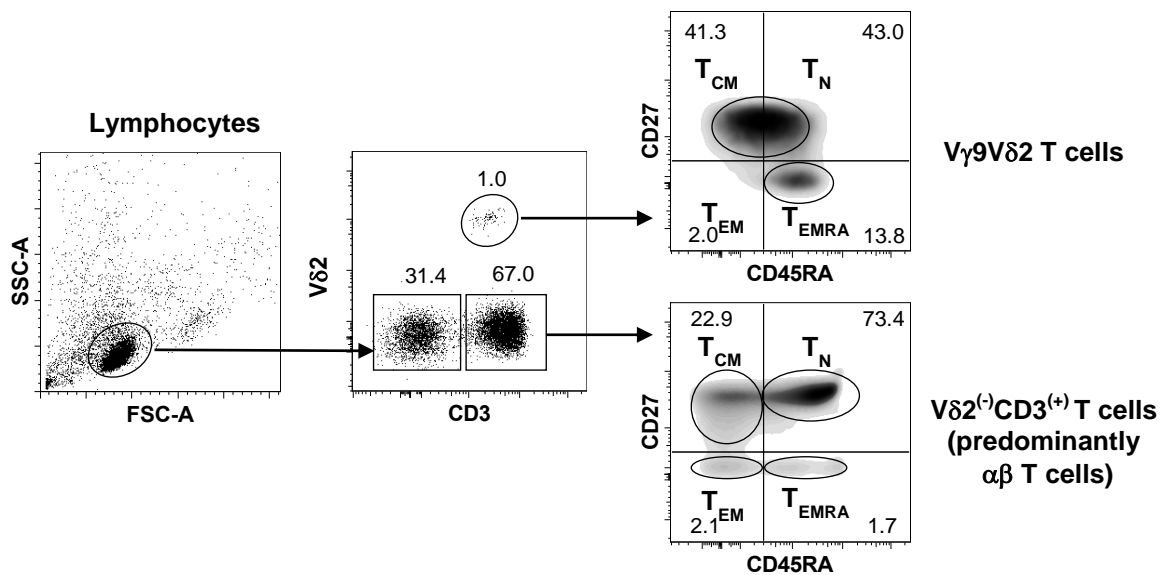 Lymphocytes
SSC-A
FSC-A
Vδ2
1.0
31.4 67.0
CD3
41.3 43.0
TCM TN
CD27
TEM TEMRA
2.0 13.8
CD45RA
Vγ9Vδ2 T cells
22.9 73.4
TCM TN
CD27
TEM TEMRA
2.1 1.7
CD45RA
Vδ2(-)CD3(+) T cells
(predominantly
αβ T cells)